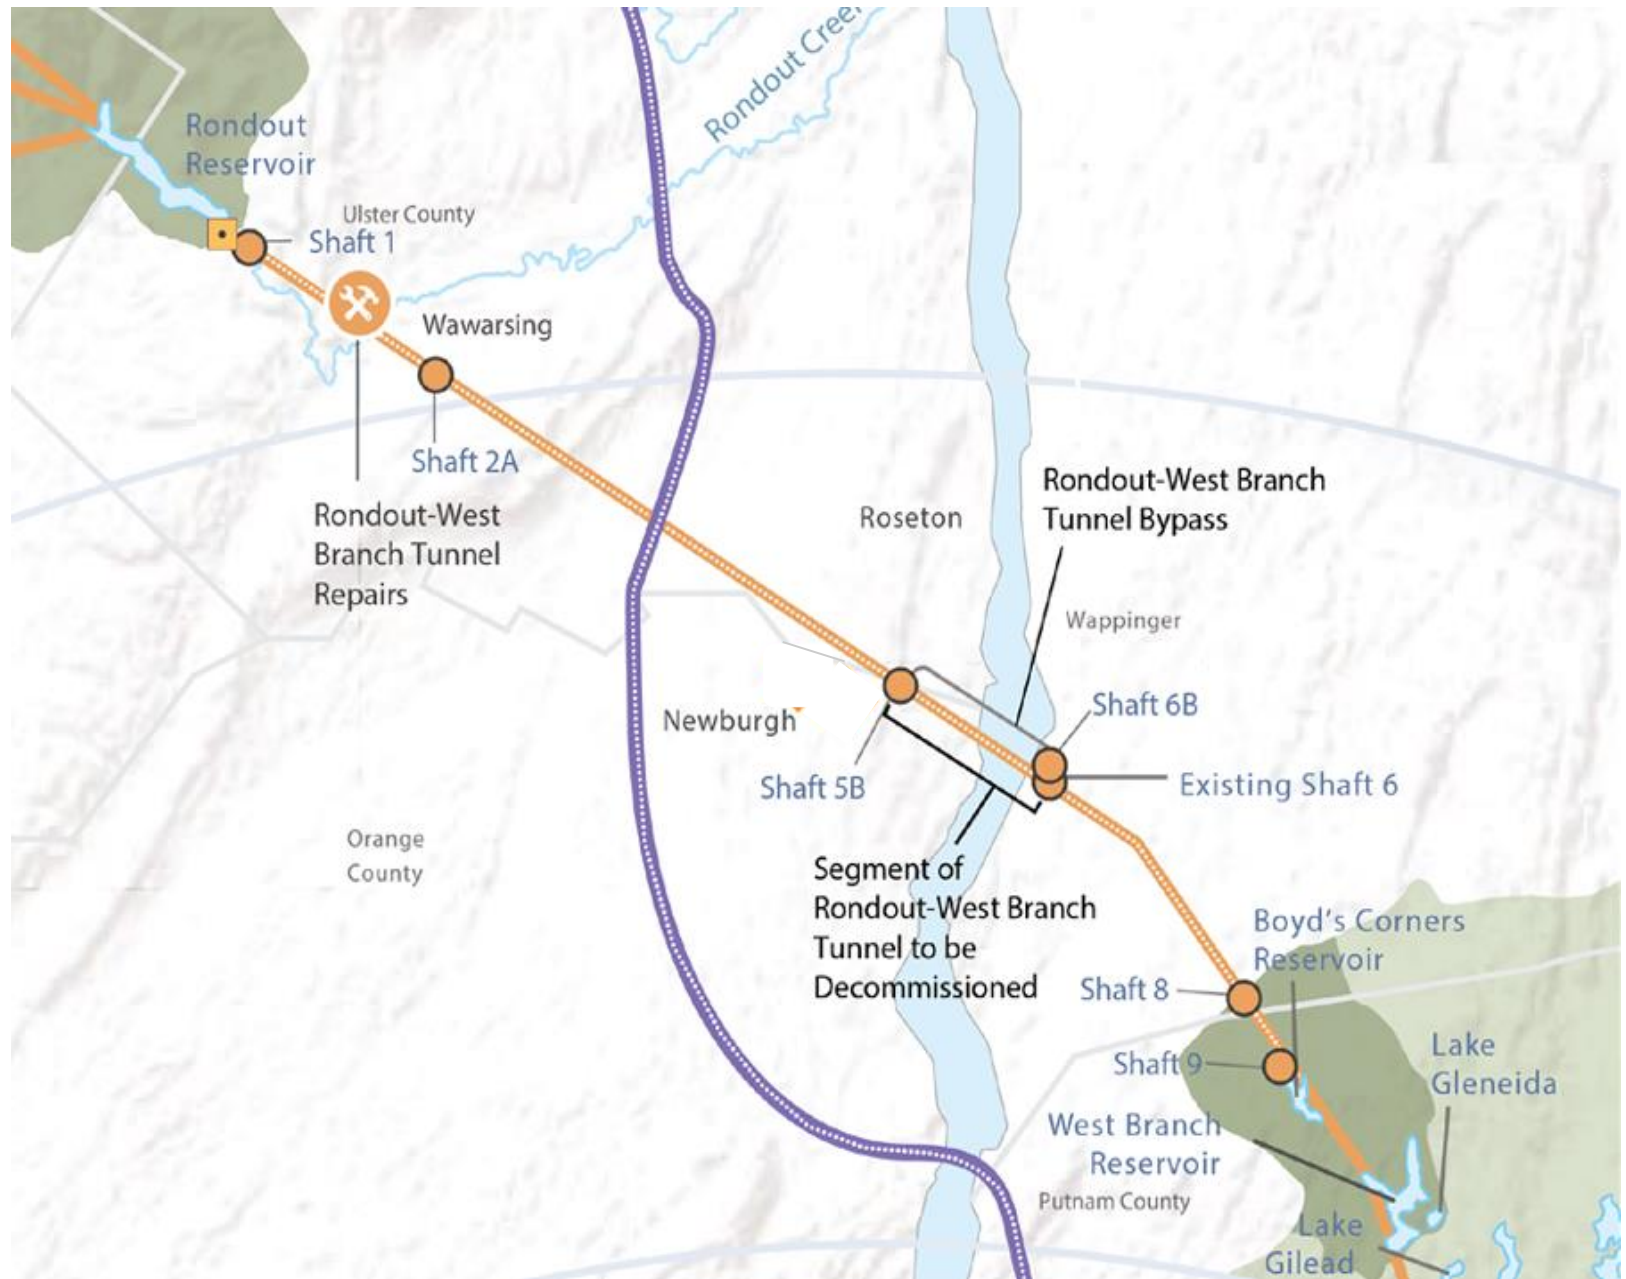 Rondout Creek
Rondout
Reservoir
Ulster County
Shaft 1
Wawarsing
Shaft 2A
Rondout-West
Branch Tunnel
Repairs
Roseton
Rondout-West Branch
Tunnel Bypass
Wappinger
Newburgh
Shaft 6B
Shaft 5B
Existing Shaft 6
Orange
County
Segment of
Rondout-West Branch
Tunnel to be
Decommissioned
Boyd's Corners
Reservoir
Shaft 8
Shaft 9
Lake
Gleneida
West Branch
Reservoir
Putnam County
Lake
Gilead